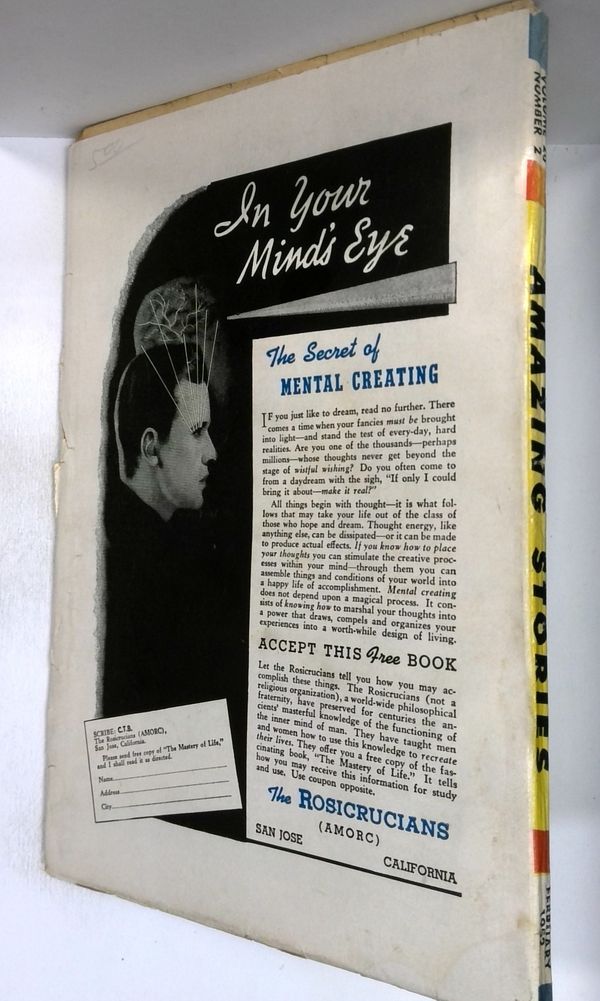 500
In Your
Mind's Eye
The Secret of
MENTAL CREATING
IF you just like to dream, read no further. There
comes a time when your fancies must be brought
into light—and stand the test of every-day, hard
realities. Are you one of the thousands—perhaps
millions—whose thoughts never get beyond the
stage of wistful wishing? Do you often come to
from a daydream with the sigh, "If only I could
bring it about—make it real?"
All things begin with thought—it is what fol-
lows that may take your life out of the class of
those who hope and dream. Thought energy, like
anything else, can be dissipated—or it can be made
to produce actual effects. If you know how to place
your thoughts you can stimulate the creative proc-
esses within your mind—through them you can
assemble things and conditions of your world into
a happy life of accomplishment. Mental creating
does not depend upon a magical process. It con-
sists of knowing how to marshal your thoughts into
a power that draws, compels and organizes your
experiences into a worth-while design of living.
ACCEPT THIS Free BOOK
Let the Rosicrucians tell you how you may ac-
complish these things. The Rosicrucians (not a
religious organization), a world-wide philosophical
fraternity, have preserved for centuries the an-
cients' masterful knowledge of the functioning of
the inner mind of man. They have taught men
and women how to use this knowledge to recreate
their lives. They offer you a free copy of the fas-
cinating book, "The Mastery of Life." It tells
how you may receive this information for study
and use. Use coupon opposite.
The ROSICRUCIANS
(AMORC)
SAN JOSE
CALIFORNIA
SCRIBE: C.T.B.
The Rosicrucians (AMORC),
San Jose, California.
Please send free copy of "The Mastery of Life,"
and I shall read it as directed.
Name
Address
City
VOLUME 26
NUMBER 2
AMAZING STORIES
FEBRUARY